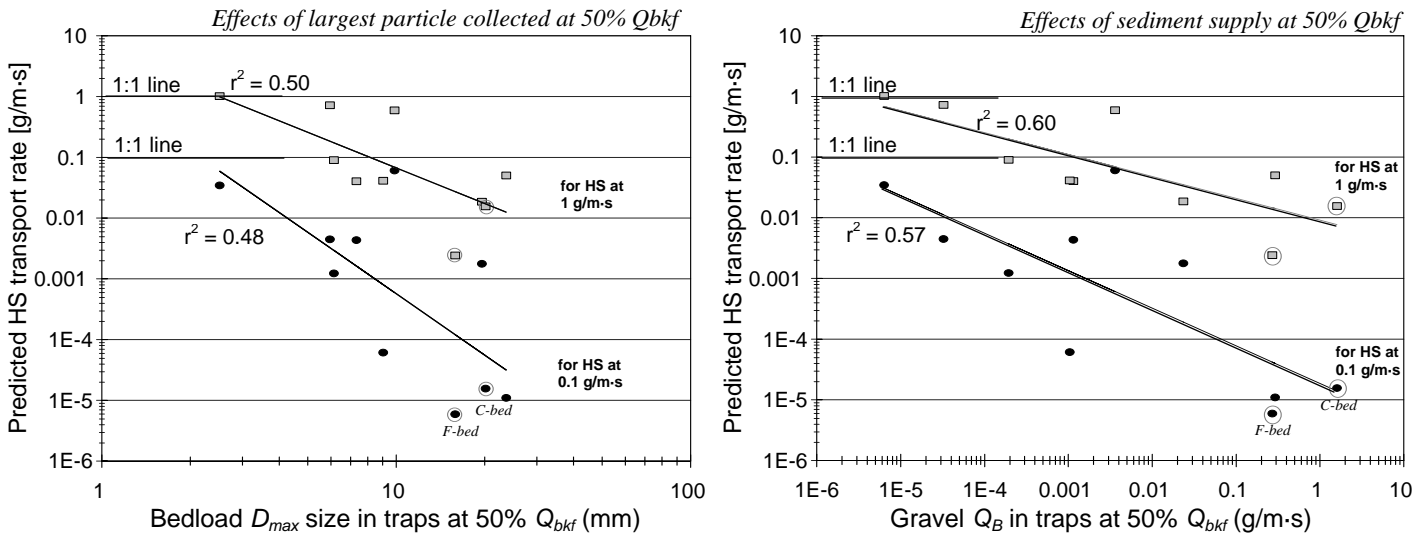 Effects of largest particle collected at 50% Qbkf
10
1
0.1
0.01
0.001
1E-4
1E-5
1E-6
Predicted HS transport rate [g/m·s]
1:1 line
r² = 0.50
1:1 line
r² = 0.48
for HS at
1 g/m·s
for HS at
0.1 g/m·s
C-bed
F-bed
1
10
100
Bedload Dmax size in traps at 50% Qbkf (mm)
Effects of sediment supply at 50% Qbkf
10
1
0.1
0.01
0.001
1E-4
1E-5
1E-6
Predicted HS transport rate [g/m·s]
1:1 line
r² = 0.60
1:1 line
r² = 0.57
for HS at
1 g/m·s
for HS at
0.1 g/m·s
C-bed
F-bed
1E-6
1E-5
1E-4
0.001
0.01
0.1
1
10
Gravel QB in traps at 50% Qbkf (g/m·s)